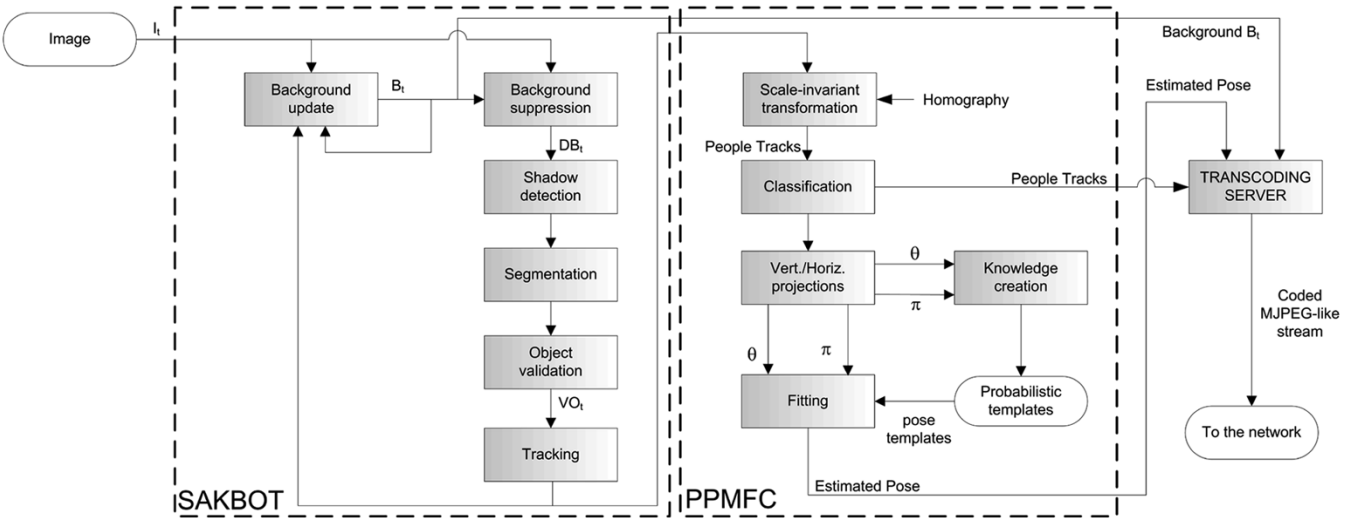 Image
I_t
Background
update
B_t
Background
suppression
DB_t
Shadow
detection
Segmentation
Object
validation
VO_t
Tracking
SAKBOT
Scale-invariant
transformation
Homography
People Tracks
Classification
People Tracks
Vert./Horiz.
projections
θ
π
Knowledge
creation
θ
π
Fitting
pose
templates
Probabilistic
templates
Estimated Pose
PPMFC
Background B_t
Estimated Pose
TRANSCODING
SERVER
Coded
MJPEG-like
stream
To the network